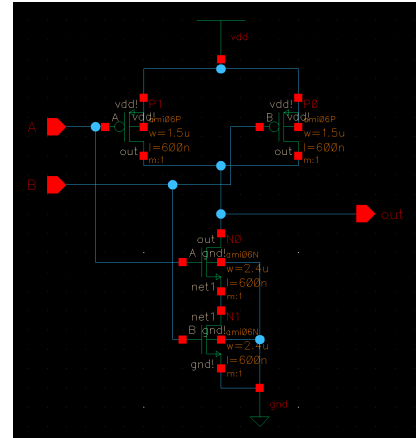 vdd
vdd! P1
A vdd! ami06P
w=1.5u
out l=600n
m:1
vdd! P0
B vdd! ami06P
w=1.5u
out l=600n
m:1
A
B
out
out N0
A gnd! ami06N
w=2.4u
l=600n
net1 m:1
net1 N1
B gnd! ami06N
w=2.4u
l=600n
gnd! m:1
gnd